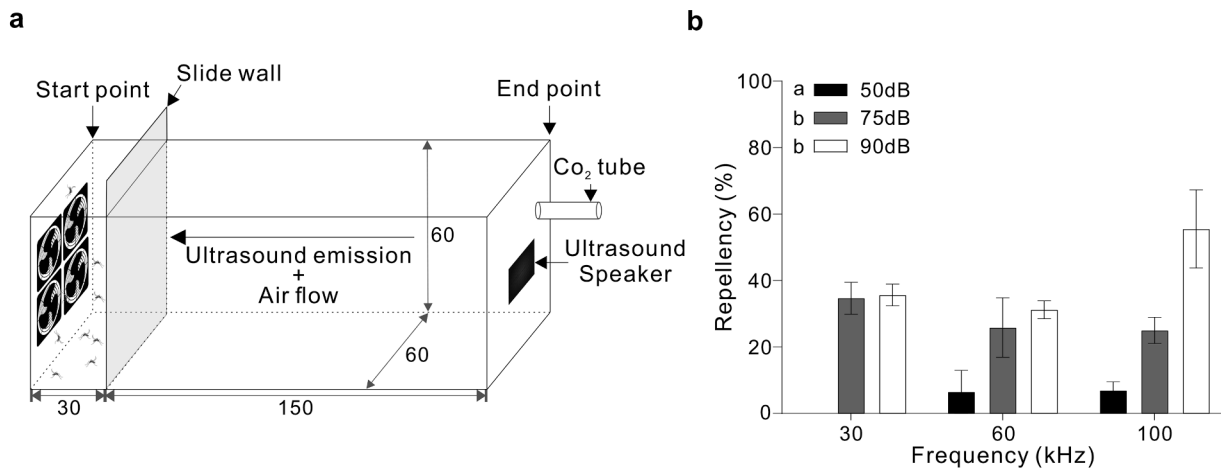 a
Slide wall
Start point
End point
Co₂ tube
60
Ultrasound emission
+
Air flow
Ultrasound
Speaker
60
30
150
b
100
80
60
40
20
0
Repellency (%)
a 50dB
b 75dB
b 90dB
30 60 100
Frequency (kHz)